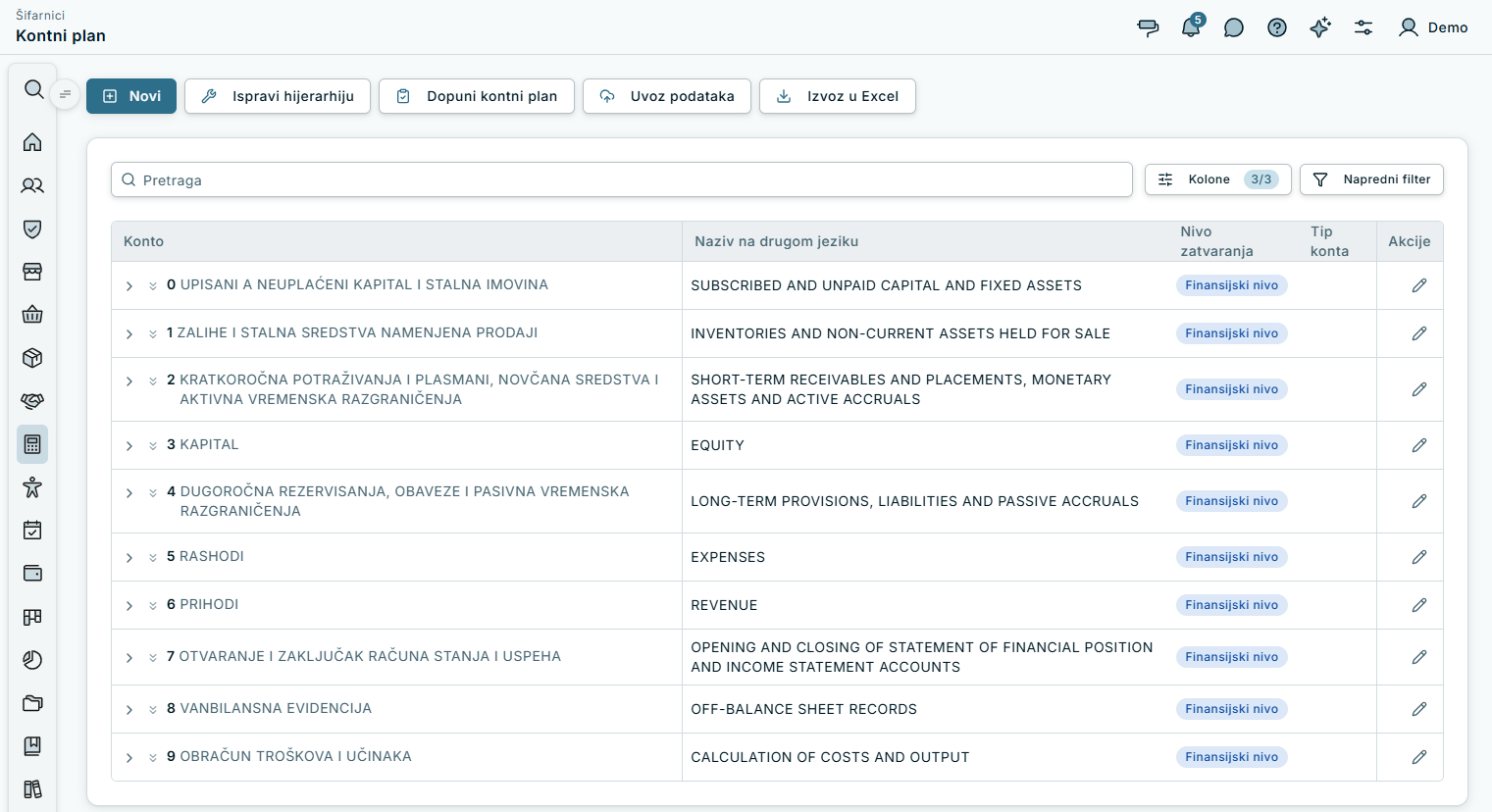 Šifarnici
Kontni plan
5
Demo
Novi
Ispravi hijerarhiju
Dopuni kontni plan
Uvoz podataka
Izvoz u Excel
Pretraga
Kolone 3/3
Napredni filter
Konto
Naziv na drugom jeziku
Nivo
zatvaranja
Tip
konta
Akcije
0 UPISANI A NEUPLAĆENI KAPITAL I STALNA IMOVINA
SUBSCRIBED AND UNPAID CAPITAL AND FIXED ASSETS
Finansijski nivo
1 ZALIHE I STALNA SREDSTVA NAMENJENA PRODAJI
INVENTORIES AND NON-CURRENT ASSETS HELD FOR SALE
Finansijski nivo
2 KRATKOROČNA POTRAŽIVANJA I PLASMANI, NOVČANA SREDSTVA I
AKTIVNA VREMENSKA RAZGRANIČENJA
SHORT-TERM RECEIVABLES AND PLACEMENTS, MONETARY
ASSETS AND ACTIVE ACCRUALS
Finansijski nivo
3 KAPITAL
EQUITY
Finansijski nivo
4 DUGOROČNA REZERVISANJA, OBAVEZE I PASIVNA VREMENSKA
RAZGRANIČENJA
LONG-TERM PROVISIONS, LIABILITIES AND PASSIVE ACCRUALS
Finansijski nivo
5 RASHODI
EXPENSES
Finansijski nivo
6 PRIHODI
REVENUE
Finansijski nivo
7 OTVARANJE I ZAKLJUČAK RAČUNA STANJA I USPEHA
OPENING AND CLOSING OF STATEMENT OF FINANCIAL POSITION
AND INCOME STATEMENT ACCOUNTS
Finansijski nivo
8 VANBILANSNA EVIDENCIJA
OFF-BALANCE SHEET RECORDS
Finansijski nivo
9 OBRAČUN TROŠKOVA I UČINAKA
CALCULATION OF COSTS AND OUTPUT
Finansijski nivo